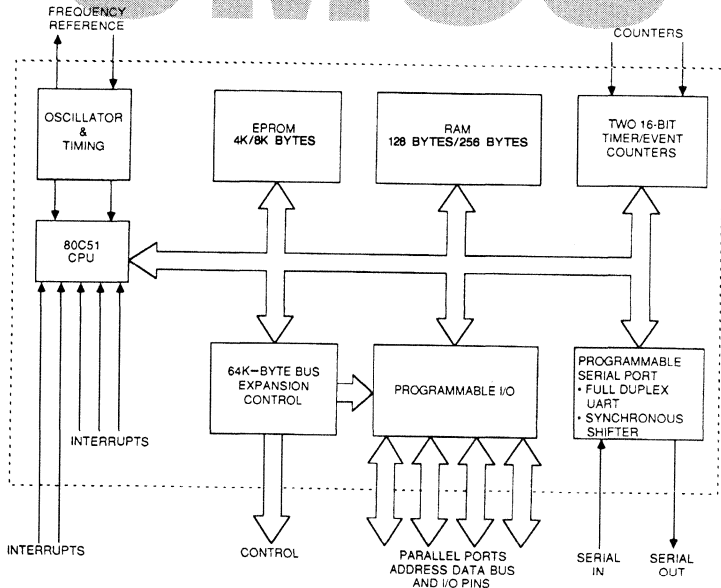 CMOS
FREQUENCY
REFERENCE
COUNTERS
OSCILLATOR
&
TIMING
EPROM
4K/8K BYTES
RAM
128 BYTES/256 BYTES
TWO 16-BIT
TIMER/EVENT
COUNTERS
80C51
CPU
64K-BYTE BUS
EXPANSION
CONTROL
PROGRAMMABLE I/O
PROGRAMMABLE
SERIAL PORT
• FULL DUPLEX
UART
• SYNCHRONOUS
SHIFTER
INTERRUPTS
INTERRUPTS
CONTROL
PARALLEL PORTS
ADDRESS DATA BUS
AND I/O PINS
SERIAL
IN
SERIAL
OUT